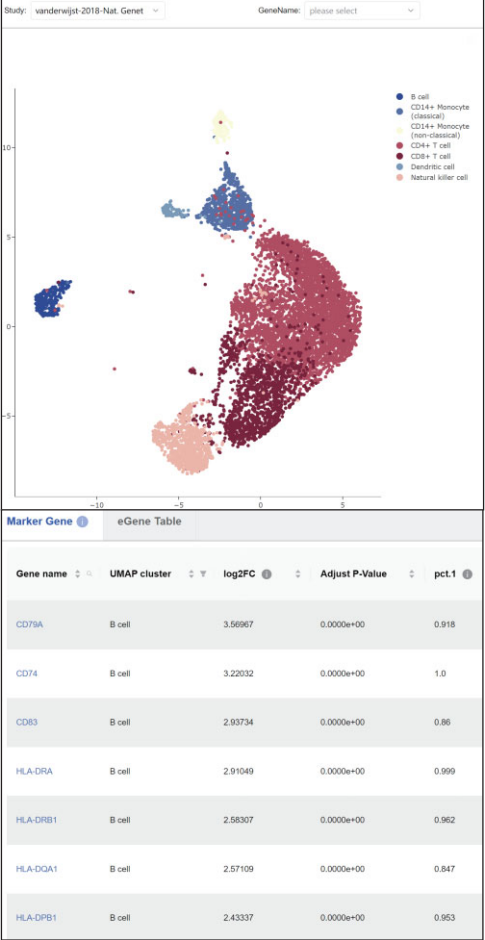 Study: vanderwijst-2018-Nat. Genet GeneName: please select
B cell
CD14+ Monocyte
(classical)
CD14+ Monocyte
(non-classical)
CD4+ T cell
CD8+ T cell
Dendritic cell
Natural killer cell
10
5
0
−5
−10 −5 0 5
Marker Gene eGene Table
Gene name UMAP cluster log2FC Adjust P-Value pct.1
CD79A B cell 3.56967 0.0000e+00 0.918
CD74 B cell 3.22032 0.0000e+00 1.0
CD83 B cell 2.93734 0.0000e+00 0.86
HLA-DRA B cell 2.91049 0.0000e+00 0.999
HLA-DRB1 B cell 2.58307 0.0000e+00 0.962
HLA-DQA1 B cell 2.57109 0.0000e+00 0.847
HLA-DPB1 B cell 2.43337 0.0000e+00 0.953